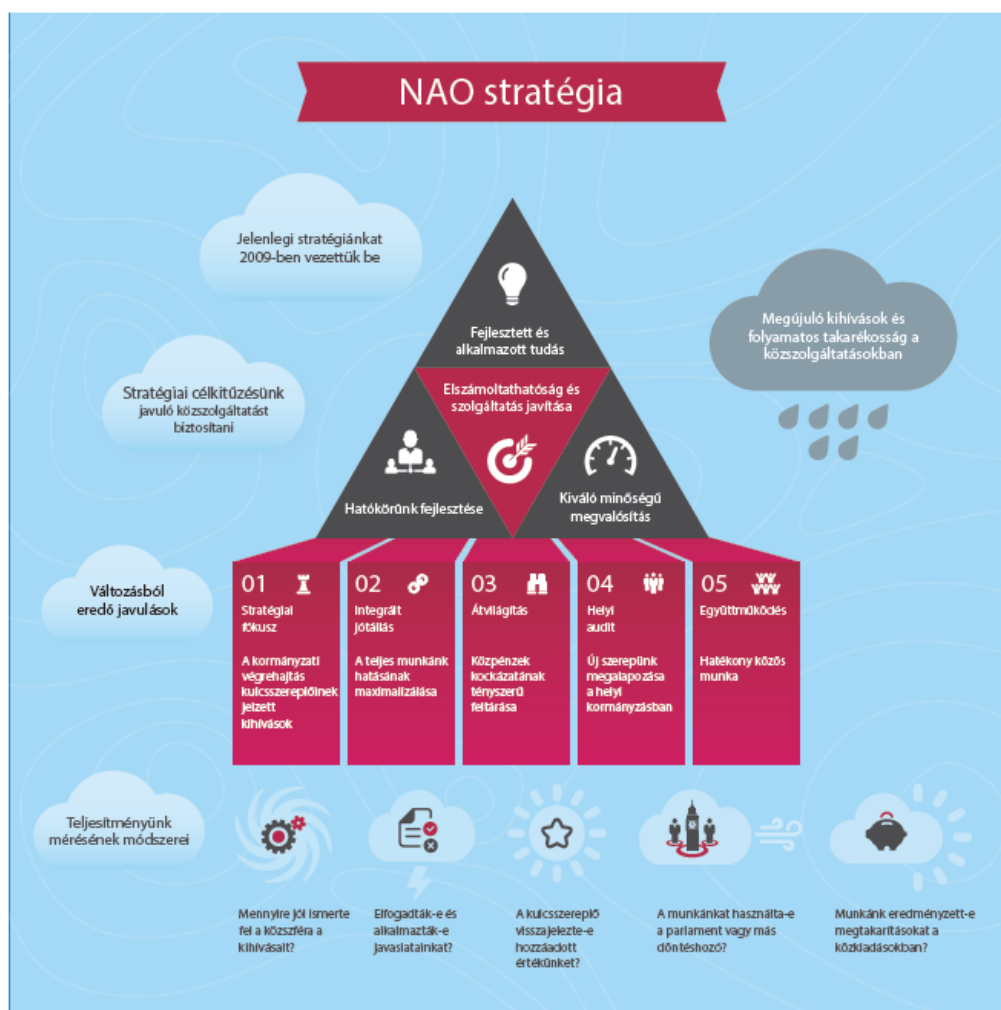 NAO stratégia
Jelenlegi stratégiánkat
2009-ben vezettük be
Fejlesztett és
alkalmazott tudás
Megújuló kihívások és
folyamatos takarékosság a
közszolgáltatásokban
Stratégiai célkitűzésünk
javuló közszolgáltatást
biztosítani
Elszámoltathatóság és
szolgáltatás javítása
Hatókörünk fejlesztése
Kiváló minőségű
megvalósítás
Változásból
eredő javulások
01
Stratégiai
fókusz
A kormányzati
végrehajtás
kulcsszereplőinek
jelzett
kihívások
02
Integrált
jótállás
A teljes munkánk
hatásának
maximalizálása
03
Átvilágítás
Közpénzek
kockázatának
tényszerű
feltárása
04
Helyi
audit
Új szerepünk
megalapozása
a helyi
kormányzásban
05
Együttműködés
Hatékony közös
munka
Teljesítményünk
mérésének módszerei
Mennyire jól ismerte
fel a közszféra a
kihívásait?
Elfogadták-e és
alkalmazták-e
javaslatainkat?
A kulcsszereplő
visszajelezte-e
hozzáadott
értékünket?
A munkánkat használta-e
a parlament vagy más
döntéshozó?
Munkánk eredményzett-e
megtakarításokat a
közkiadásokban?